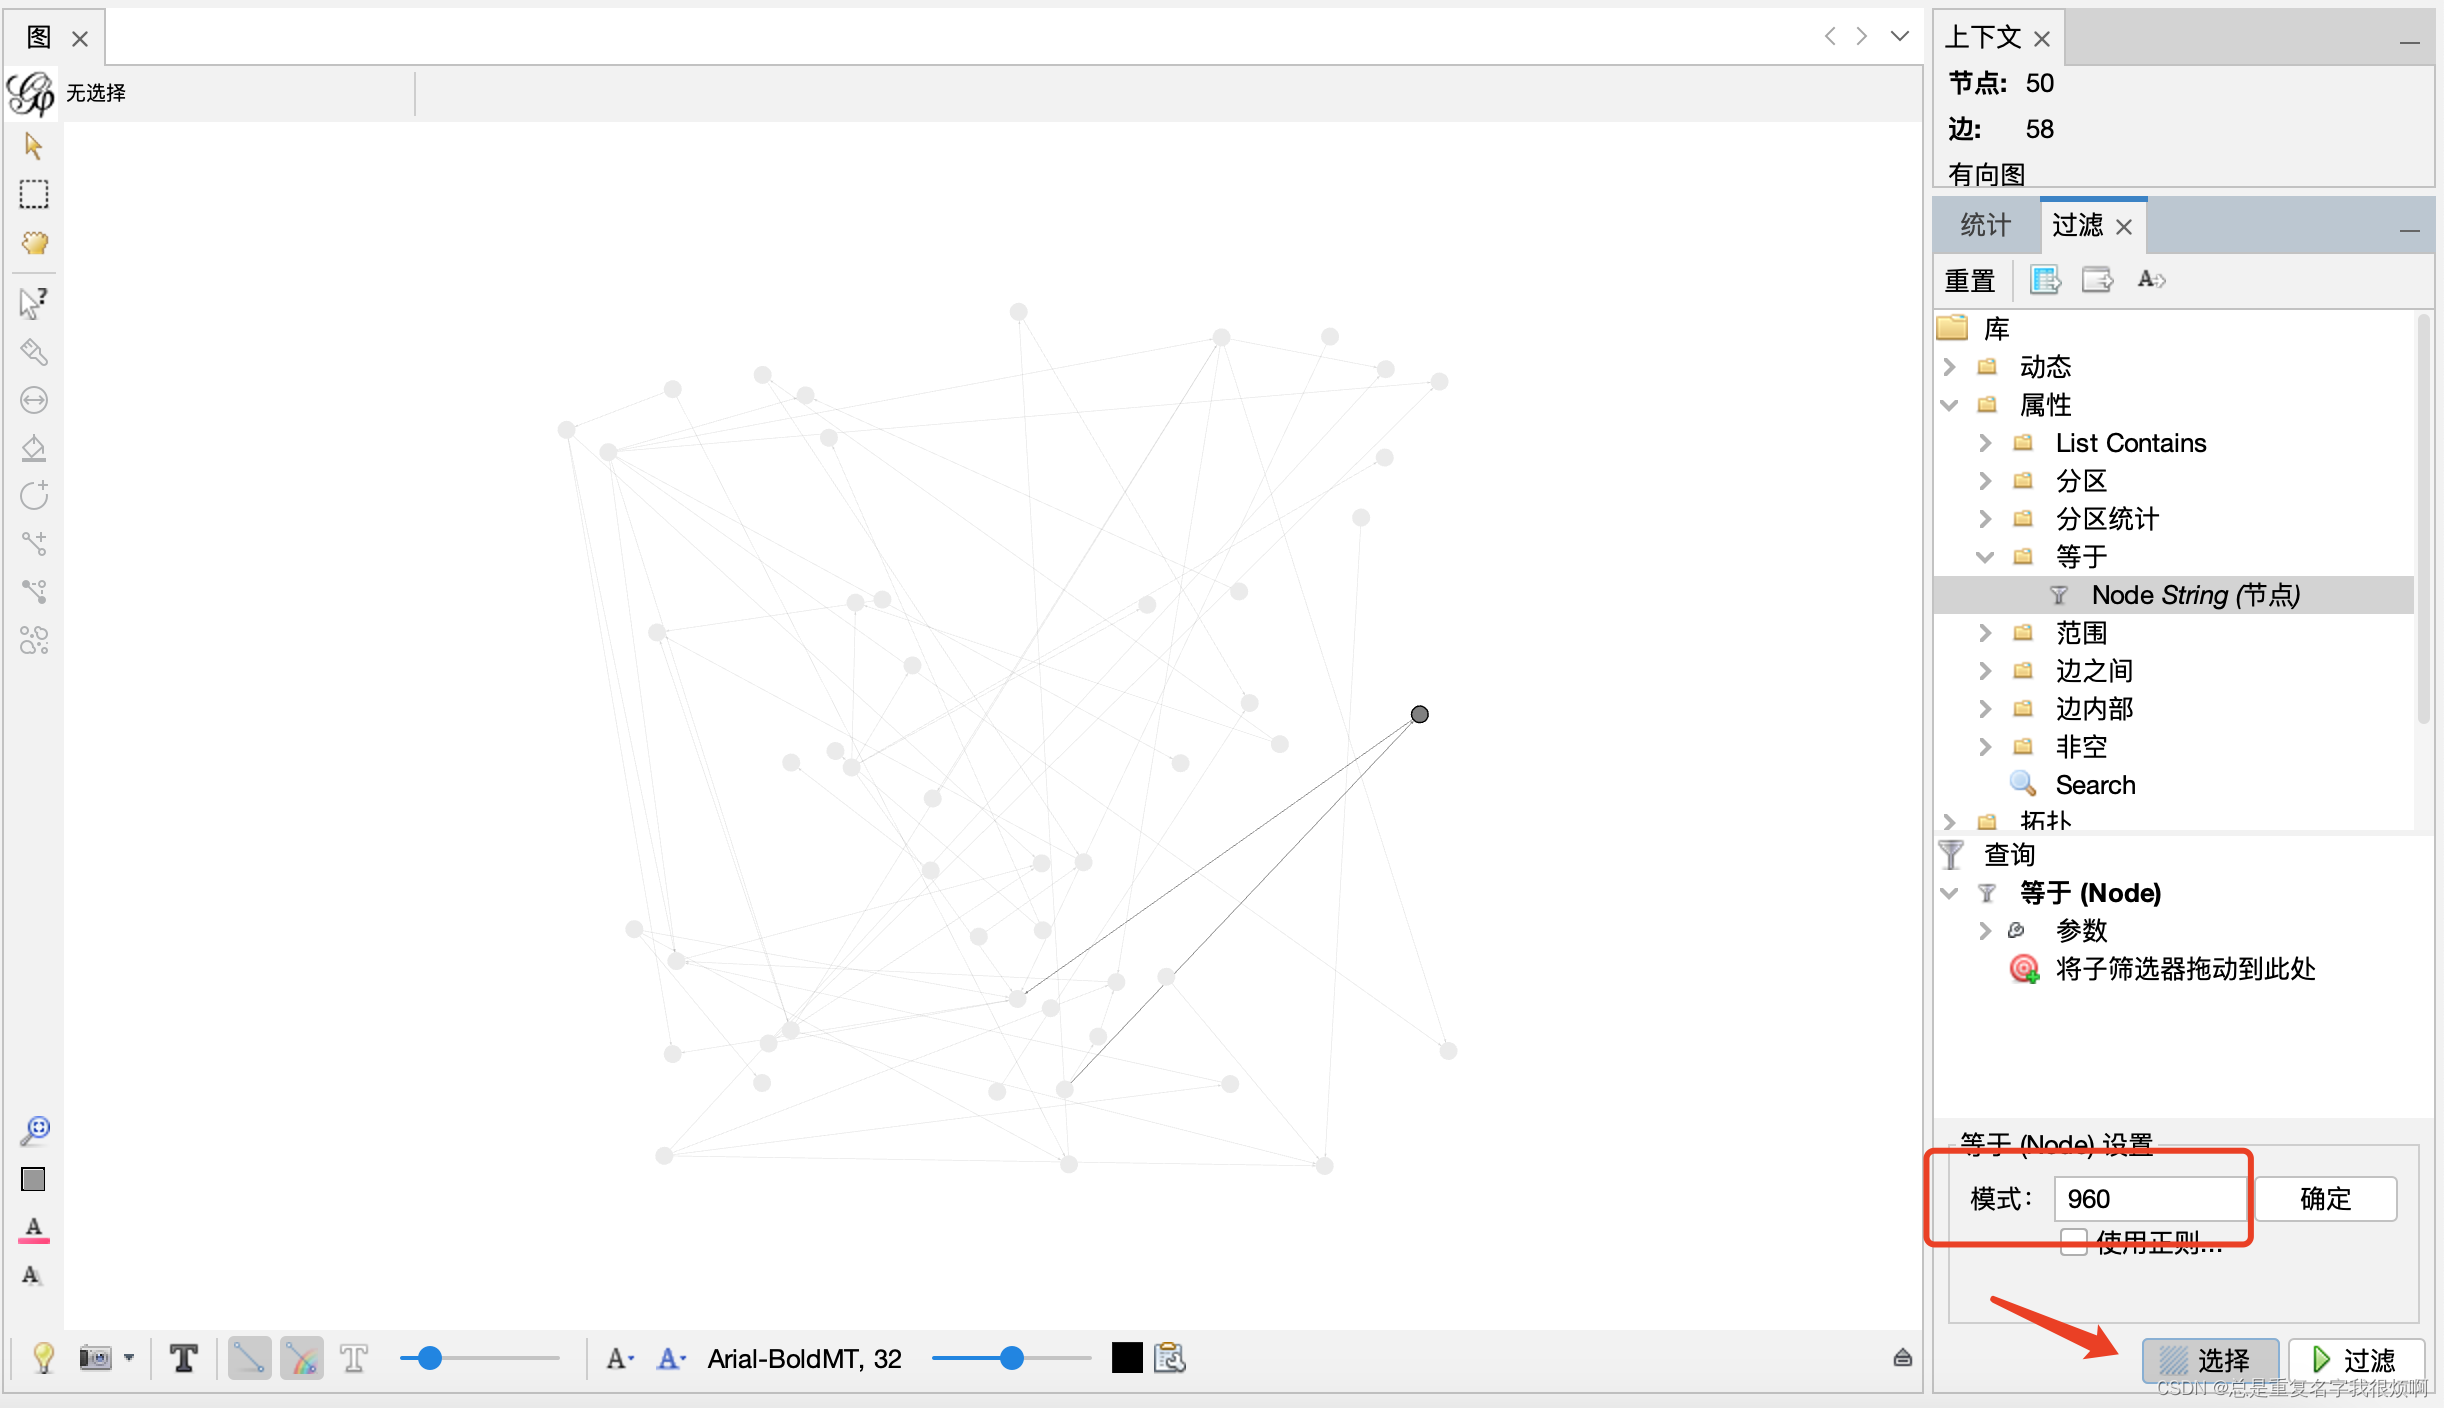 图
无选择
Arial-BoldMT, 32
上下文
节点: 50
边: 58
有向图
统计 过滤
重置
库
动态
属性
List Contains
分区
分区统计
等于
Node String (节点)
范围
边之间
边内部
非空
Search
拓扑
查询
等于 (Node)
参数
将子筛选器拖动到此处
等于 (Node) 设置
模式: 960 确定
使用正则...
选择 过滤
CSDN @总是重复名字我很烦啊